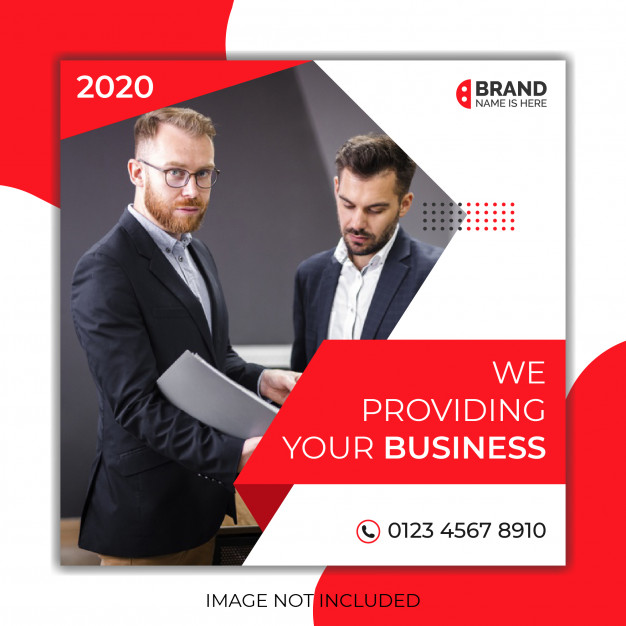 2020
BRAND
NAME IS HERE
WE
PROVIDING
YOUR BUSINESS
0123 4567 8910
IMAGE NOT INCLUDED